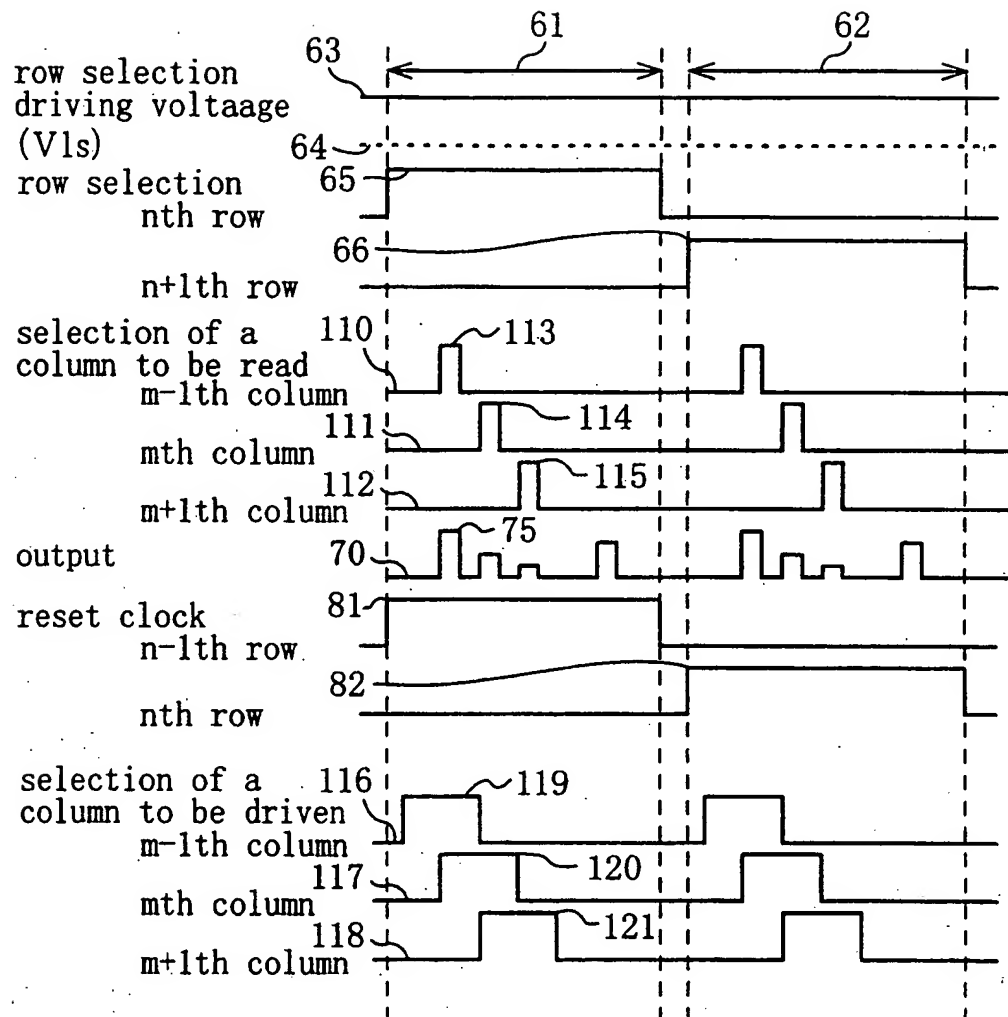 61
62
63
row selection
driving voltaage
(Vls)
64
65
row selection
nth row
66
n+1th row
selection of a
column to be read
110
113
m-1th column
111
114
mth column
112
115
m+1th column
output
70
75
reset clock
81
n-1th row
82
nth row
selection of a
column to be driven
116
119
m-1th column
117
120
mth column
118
121
m+1th column